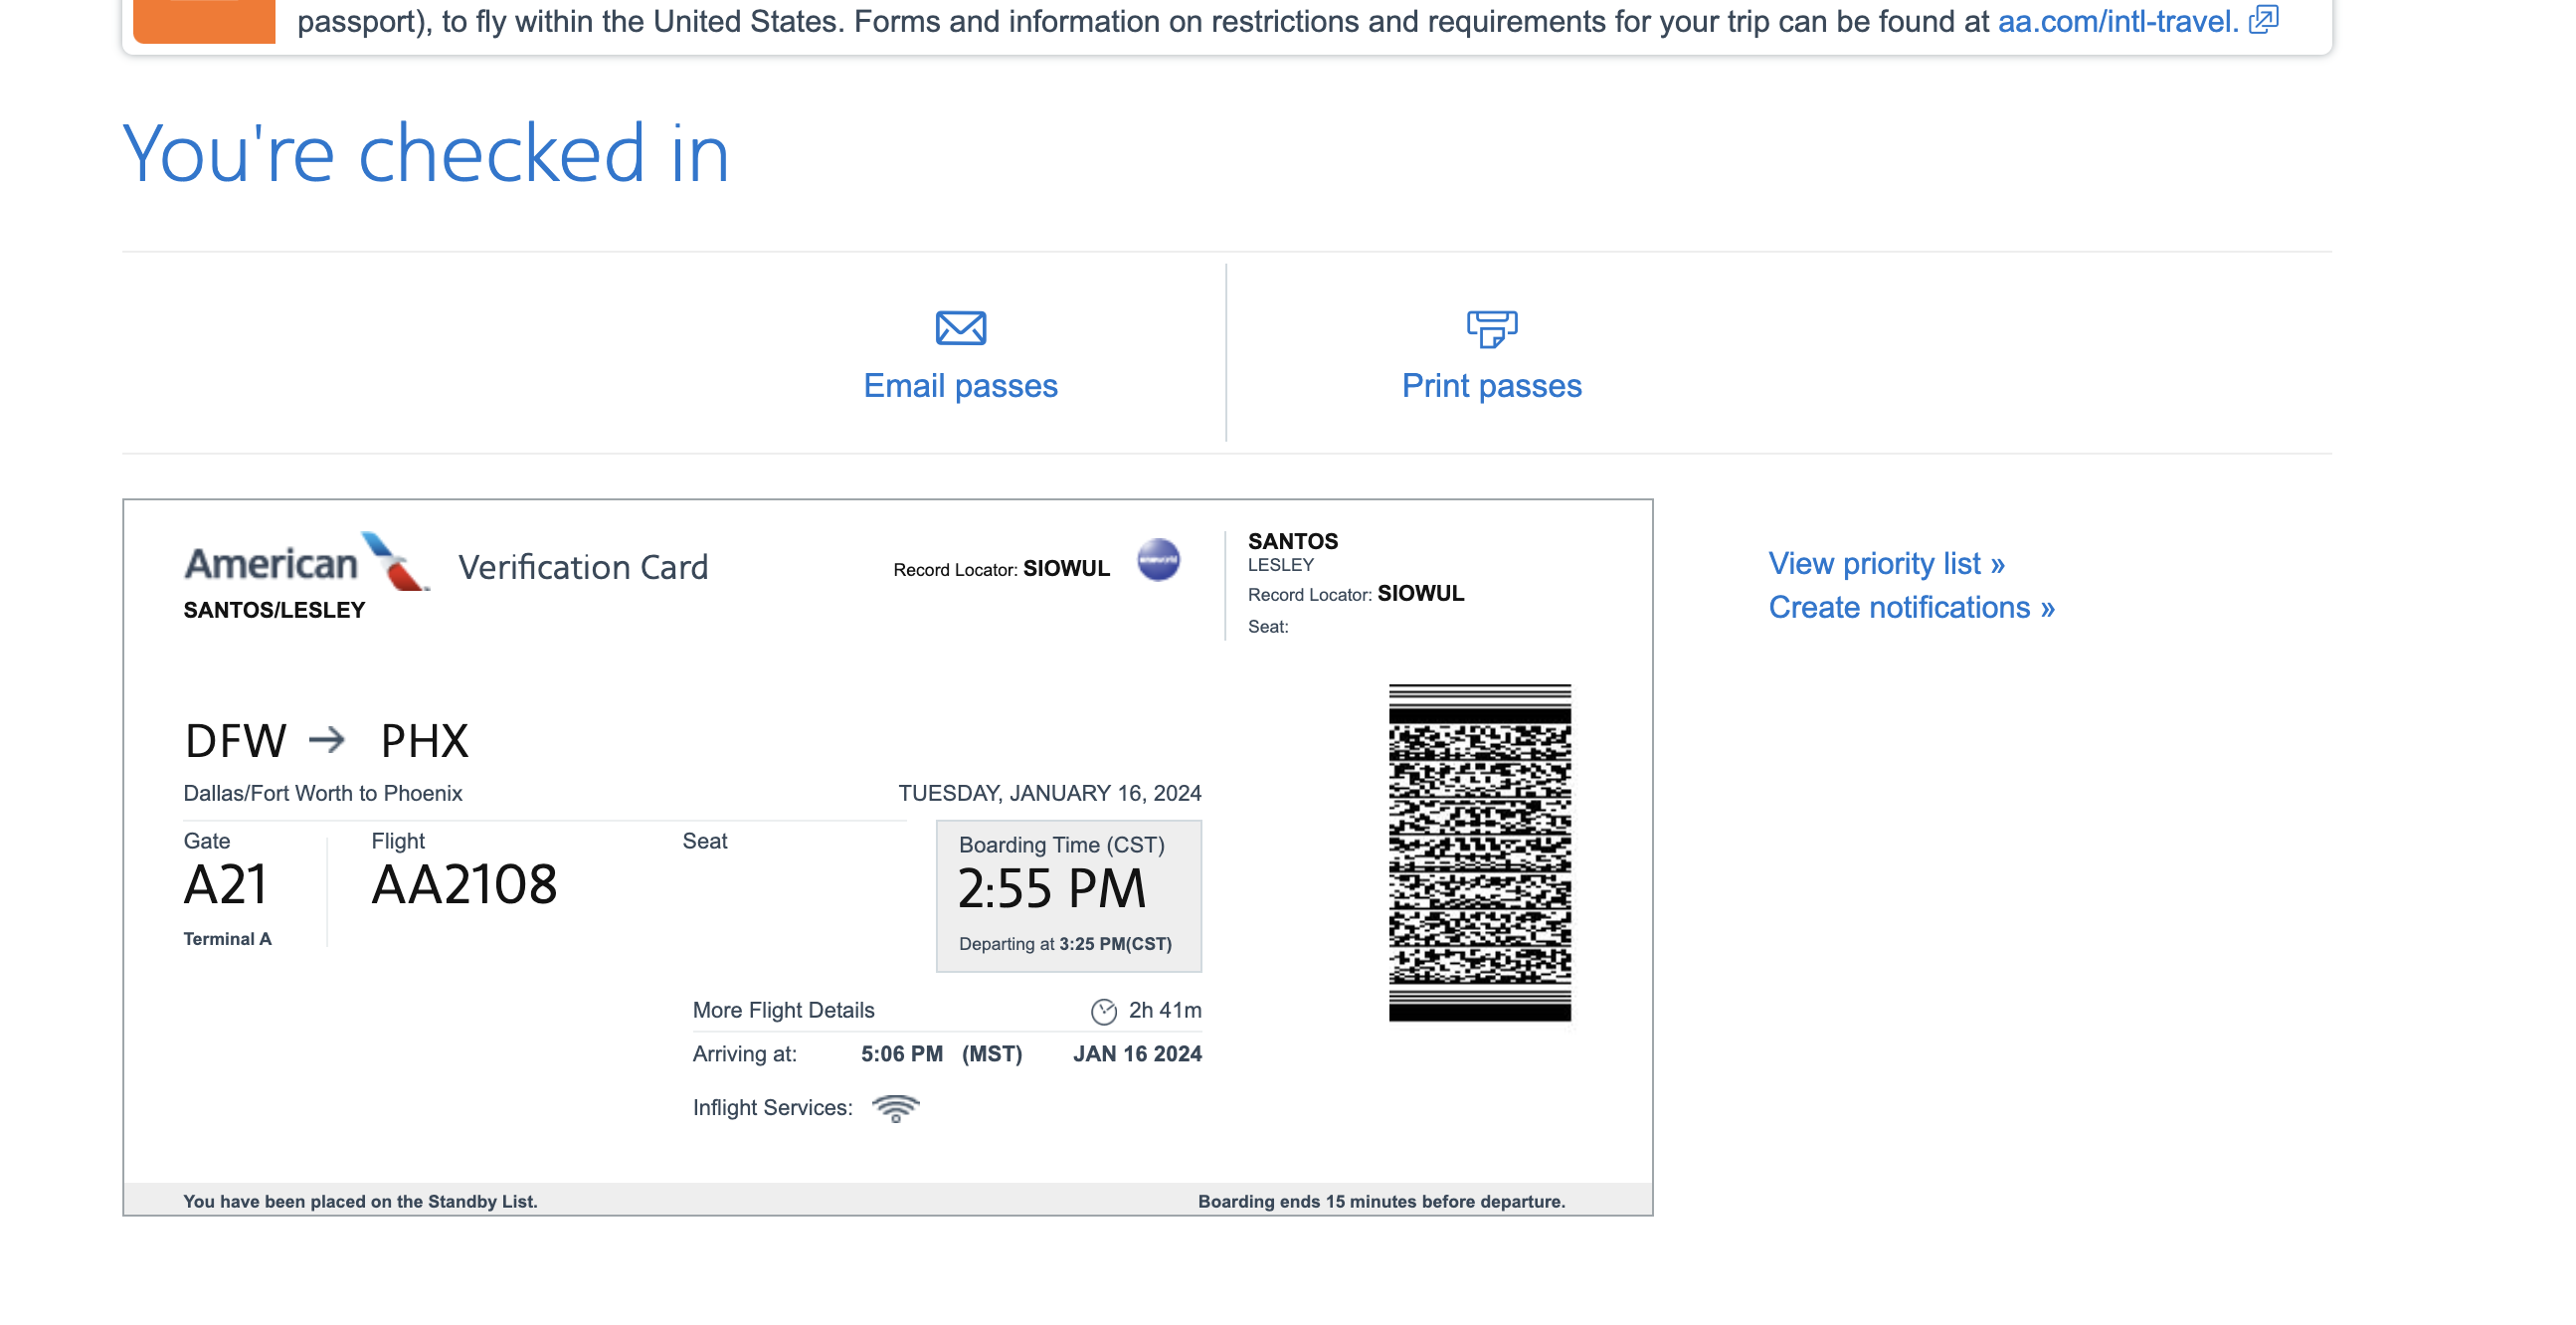 passport), to fly within the United States. Forms and information on restrictions and requirements for your trip can be found at aa.com/intl-travel.
You're checked in
Email passes
Print passes
American
Verification Card
Record Locator: SIOWUL
oneworld
SANTOS/LESLEY
SANTOS
LESLEY
Record Locator: SIOWUL
Seat:
View priority list »
Create notifications »
DFW → PHX
Dallas/Fort Worth to Phoenix
TUESDAY, JANUARY 16, 2024
Gate
A21
Terminal A
Flight
AA2108
Seat
Boarding Time (CST)
2:55 PM
Departing at 3:25 PM(CST)
More Flight Details
2h 41m
Arriving at: 5:06 PM (MST) JAN 16 2024
Inflight Services:
You have been placed on the Standby List.
Boarding ends 15 minutes before departure.